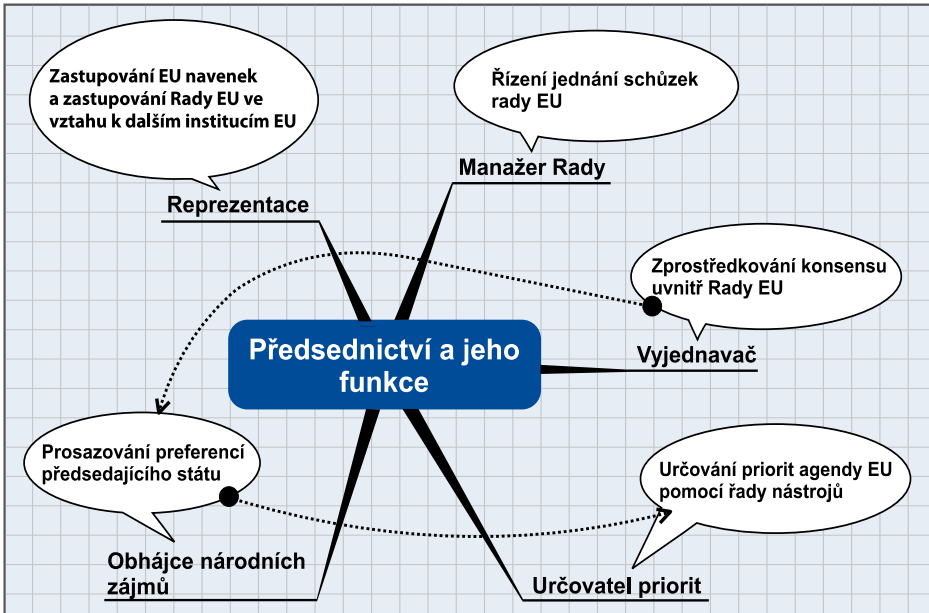 Zastupování EU navenek
a zastupování Rady EU ve
vztahu k dalším institucím EU
Reprezentace
Řízení jednání schůzek
rady EU
Manažer Rady
Zprostředkování konsensu
uvnitř Rady EU
Vyjednavač
Předsednictví a jeho
funkce
Prosazování preferencí
předsedajícího státu
Obhájce národních
zájmů
Určování priorit agendy EU
pomocí řady nástrojů
Určovatel priorit